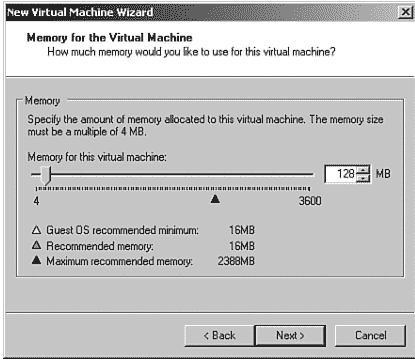 New Virtual Machine Wizard
Memory for the Virtual Machine
How much memory would you like to use for this virtual machine?
Memory
Specify the amount of memory allocated to this virtual machine. The memory size
must be a multiple of 4 MB.
Memory for this virtual machine:
128 MB
4 3600
Guest OS recommended minimum: 16MB
Recommended memory: 16MB
Maximum recommended memory: 2388MB
< Back Next > Cancel